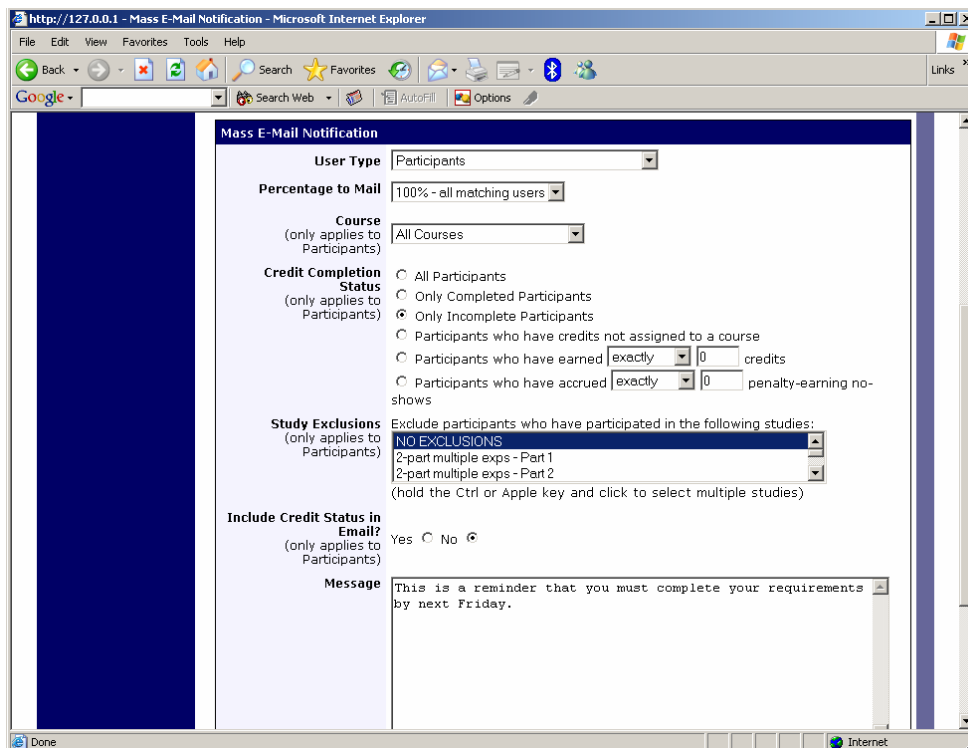 http://127.0.0.1 - Mass E-Mail Notification - Microsoft Internet Explorer
File Edit View Favorites Tools Help
Back Search Favorites Links »
Google Search Web AutoFill Options
Mass E-Mail Notification
User Type Participants
Percentage to Mail 100% - all matching users
Course
(only applies to Participants) All Courses
Credit Completion
Status
(only applies to
Participants)
All Participants
Only Completed Participants
Only Incomplete Participants
Participants who have credits not assigned to a course
Participants who have earned exactly 0 credits
Participants who have accrued exactly 0 penalty-earning no-
shows
Study Exclusions
(only applies to
Participants)
Exclude participants who have participated in the following studies:
NO EXCLUSIONS
2-part multiple exps - Part 1
2-part multiple exps - Part 2
(hold the Ctrl or Apple key and click to select multiple studies)
Include Credit Status in
Email?
(only applies to
Participants)
Yes No
Message
This is a reminder that you must complete your requirements
by next Friday.
Done Internet